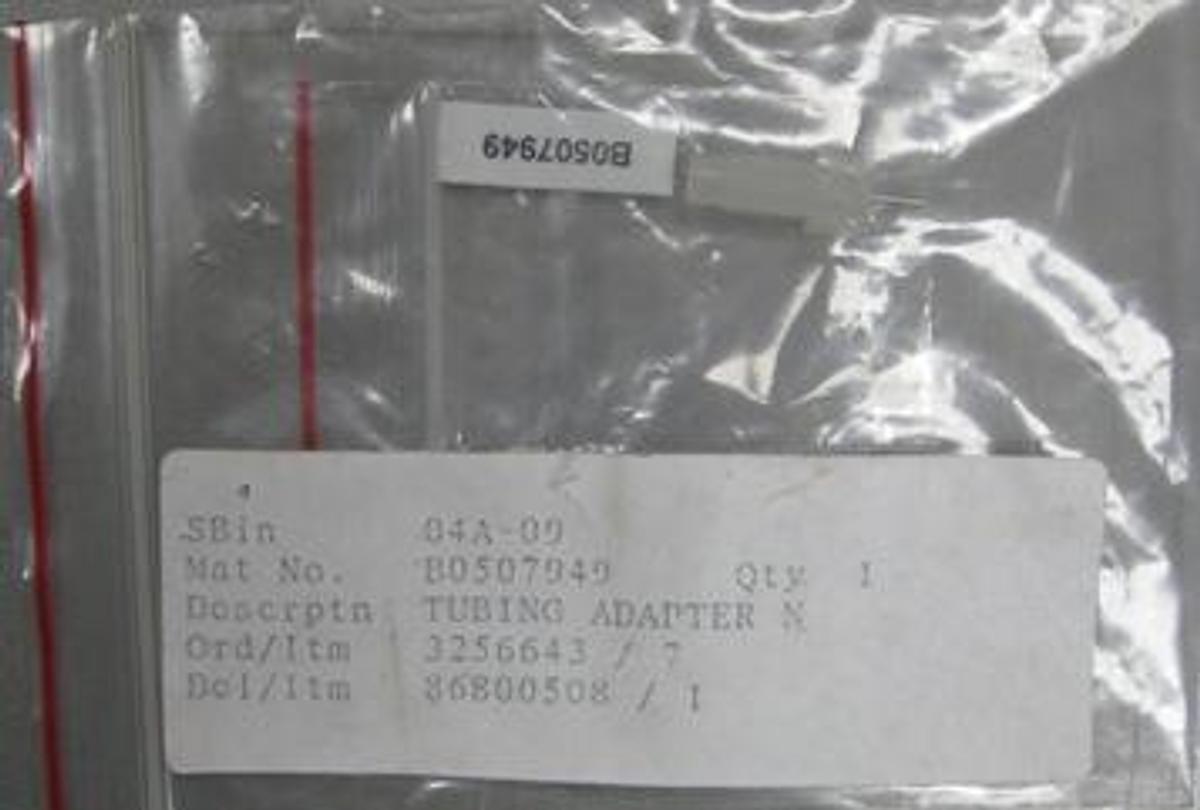 B0507949
SBin 04A-09
Mat No. B0507949 Qty 1
Descrptn TUBING ADAPTER N
Ord/Itm 3256643 / 7
Del/Itm 86800508 / 1